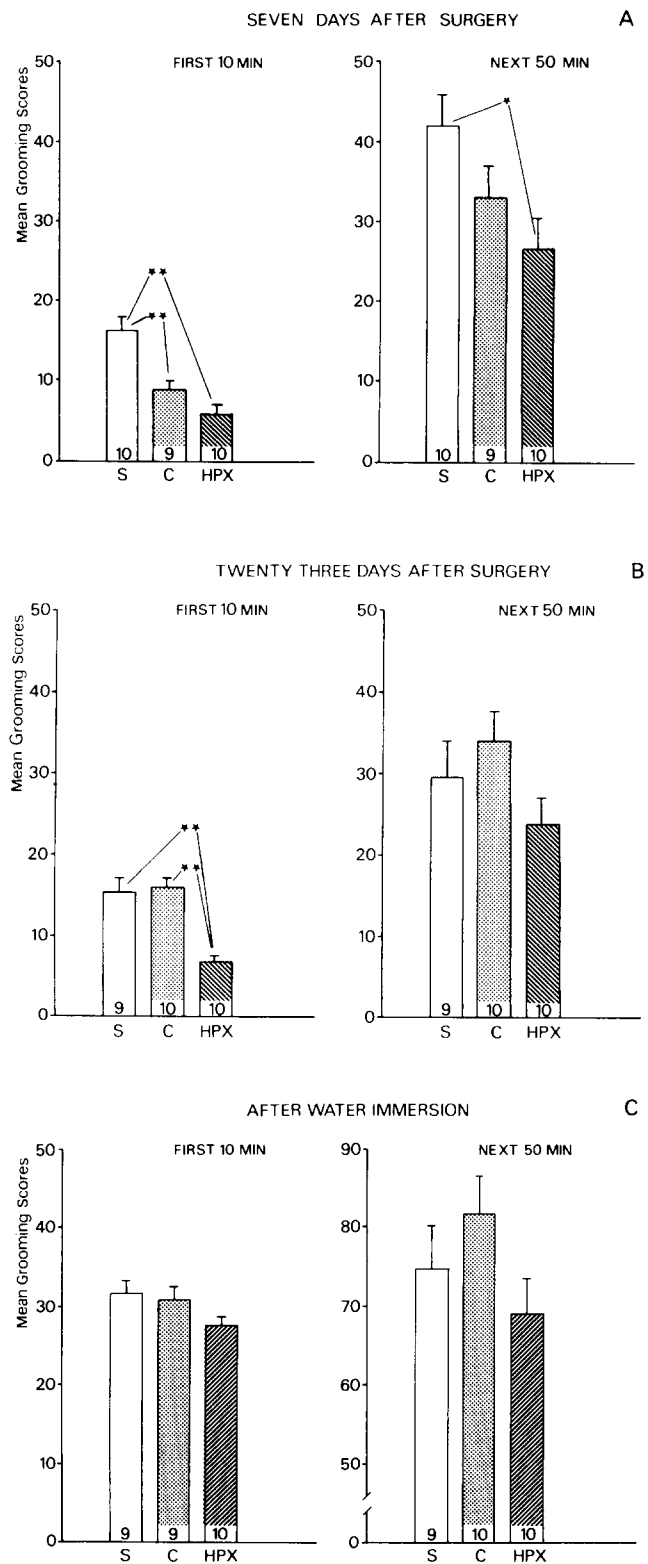 SEVEN DAYS AFTER SURGERY A
FIRST 10 MIN
NEXT 50 MIN
Mean Grooming Scores
50
40
30
20
10
0
10 9 10
S C HPX
50
40
30
20
10
0
10 9 10
S C HPX
TWENTY THREE DAYS AFTER SURGERY B
FIRST 10 MIN
NEXT 50 MIN
Mean Grooming Scores
50
40
30
20
10
0
9 10 10
S C HPX
50
40
30
20
10
0
9 10 10
S C HPX
AFTER WATER IMMERSION C
FIRST 10 MIN
NEXT 50 MIN
Mean Grooming Scores
50
40
30
20
10
0
9 9 10
S C HPX
90
80
70
60
50
0
9 10 10
S C HPX